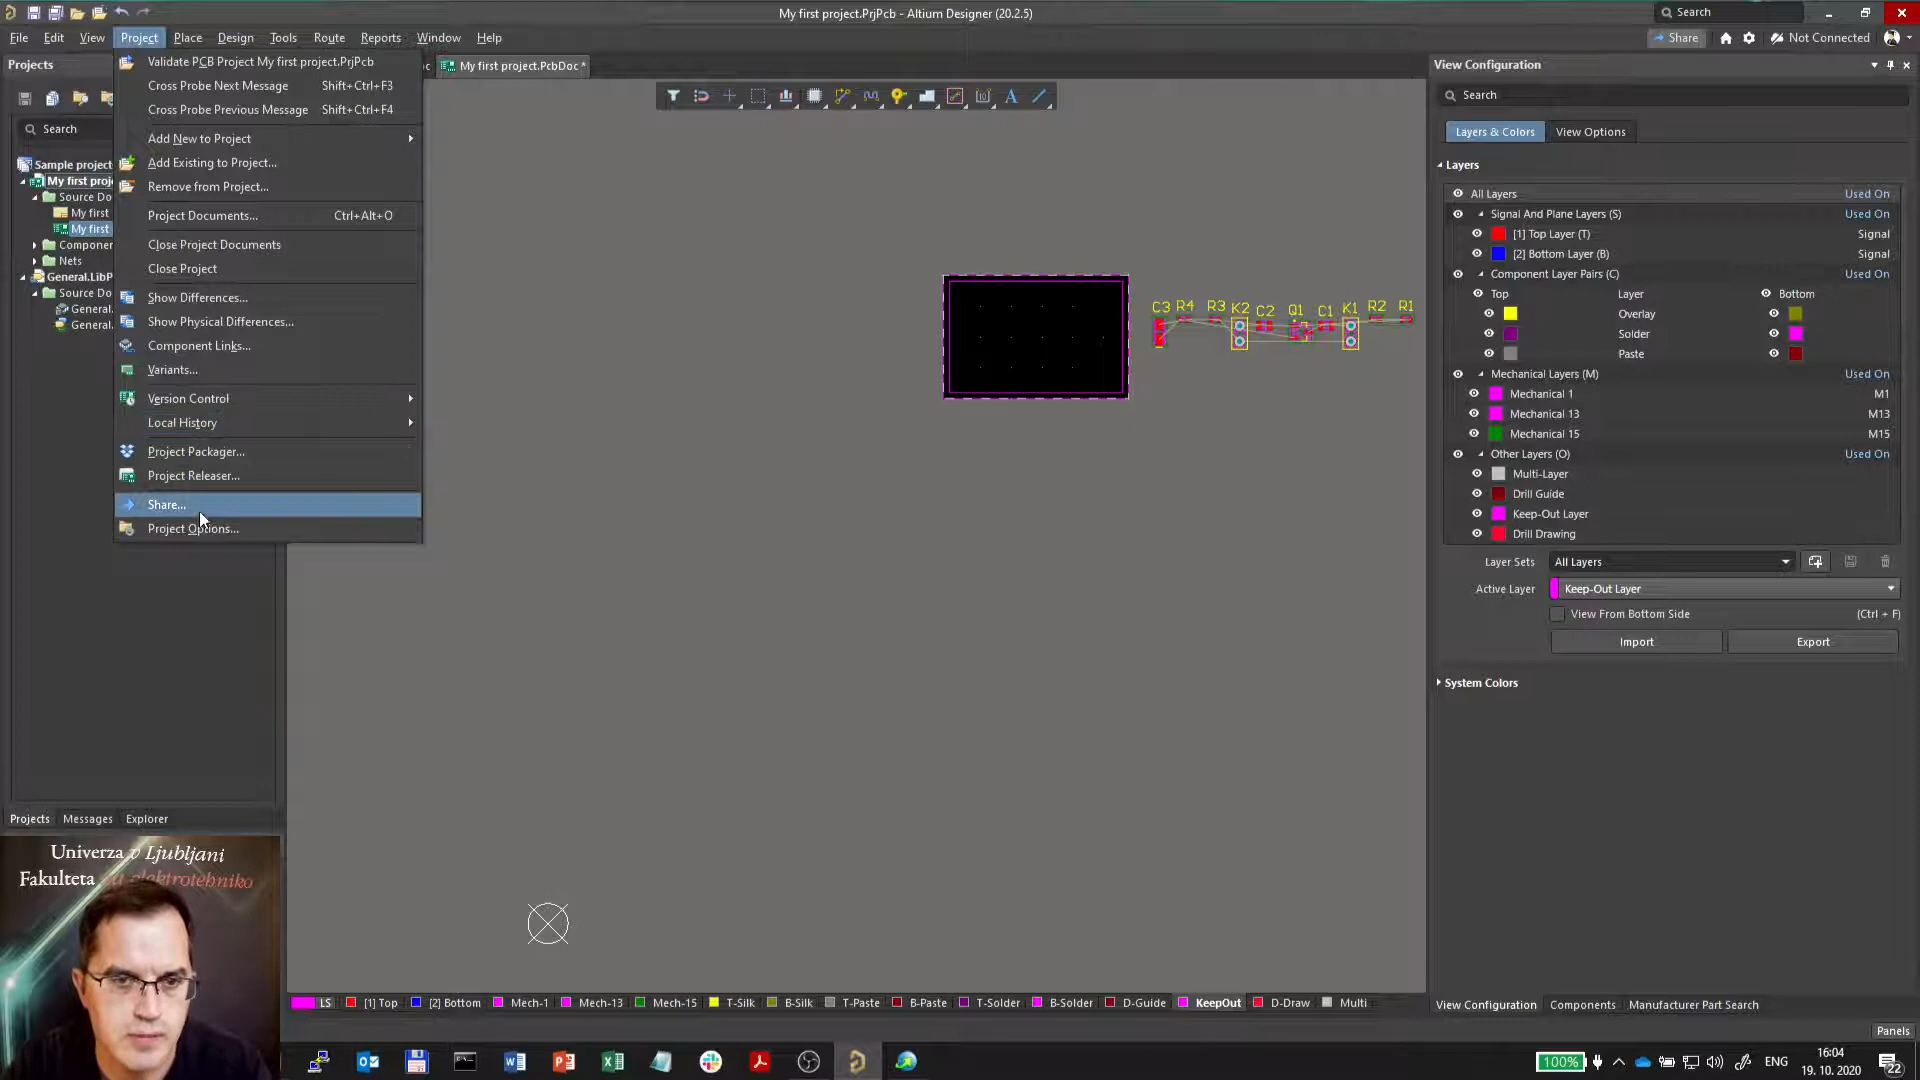 My first project.PrjPcb - Altium Designer (20.2.5)
Search
File Edit View Project Place Design Tools Route Reports Window Help
Share
Not Connected
Projects
Search
Sample project
My first proj
Source Do
My first
My first
Componer
Nets
General.LibP
Source Do
General.
General.
Validate PCB Project My first project.PrjPcb
Cross Probe Next Message Shift+Ctrl+F3
Cross Probe Previous Message Shift+Ctrl+F4
Add New to Project
Add Existing to Project...
Remove from Project...
Project Documents... Ctrl+Alt+O
Close Project Documents
Close Project
Show Differences...
Show Physical Differences...
Component Links...
Variants...
Version Control
Local History
Project Packager...
Project Releaser...
Share...
Project Options...
oc
My first project.PcbDoc *
C3 R4 R3 K2 C2 Q1 C1 K1 R2 R1
View Configuration
Search
Layers & Colors View Options
Layers
All Layers Used On
Signal And Plane Layers (S) Used On
[1] Top Layer (T) Signal
[2] Bottom Layer (B) Signal
Component Layer Pairs (C) Used On
Top Layer Bottom
Overlay
Solder
Paste
Mechanical Layers (M) Used On
Mechanical 1 M1
Mechanical 13 M13
Mechanical 15 M15
Other Layers (O) Used On
Multi-Layer
Drill Guide
Keep-Out Layer
Drill Drawing
Layer Sets All Layers
Active Layer Keep-Out Layer
View From Bottom Side (Ctrl + F)
Import Export
System Colors
Projects Messages Explorer
Univerza v Ljubljani
Fakulteta za elektrotehniko
LS [1] Top [2] Bottom Mech-1 Mech-13 Mech-15 T-Silk B-Silk T-Paste B-Paste T-Solder B-Solder D-Guide KeepOut D-Draw Multi
View Configuration Components Manufacturer Part Search
Panels
100%
ENG
16:04
19. 10. 2020
22